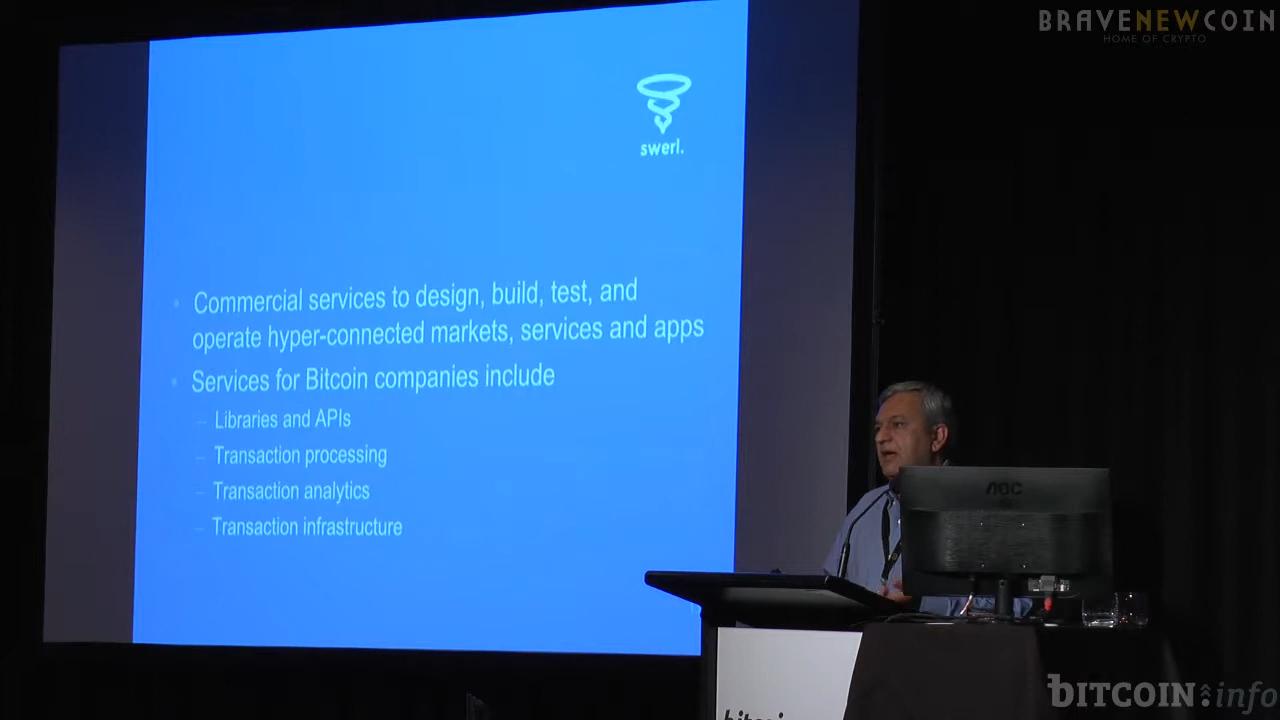 BRAVENEWCOIN
HOME OF CRYPTO
swerl.
Commercial services to design, build, test, and
operate hyper-connected markets, services and apps
Services for Bitcoin companies include
– Libraries and APIs
– Transaction processing
– Transaction analytics
– Transaction infrastructure
AOC
BITCOIN:info